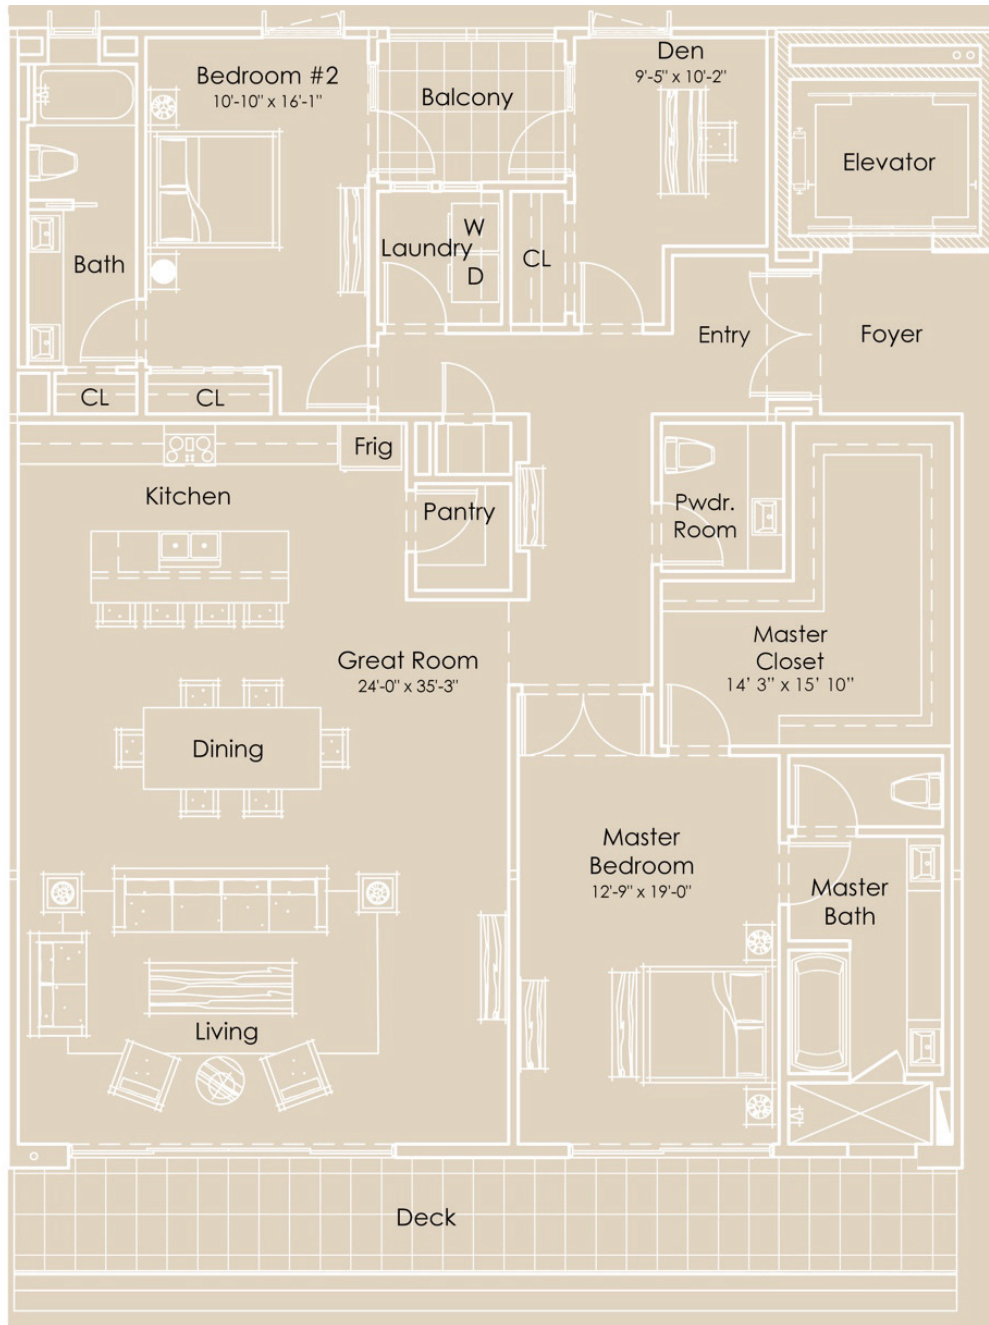 Bedroom #2
10'-10" x 16'-1"
Balcony
Den
9'-5" x 10'-2"
Elevator
Bath
Laundry
W
D
CL
Entry
Foyer
CL
CL
Frig
Kitchen
Pantry
Pwdr.
Room
Great Room
24'-0" x 35'-3"
Master
Closet
14' 3" x 15' 10"
Dining
Master
Bedroom
12'-9" x 19'-0"
Master
Bath
Living
Deck